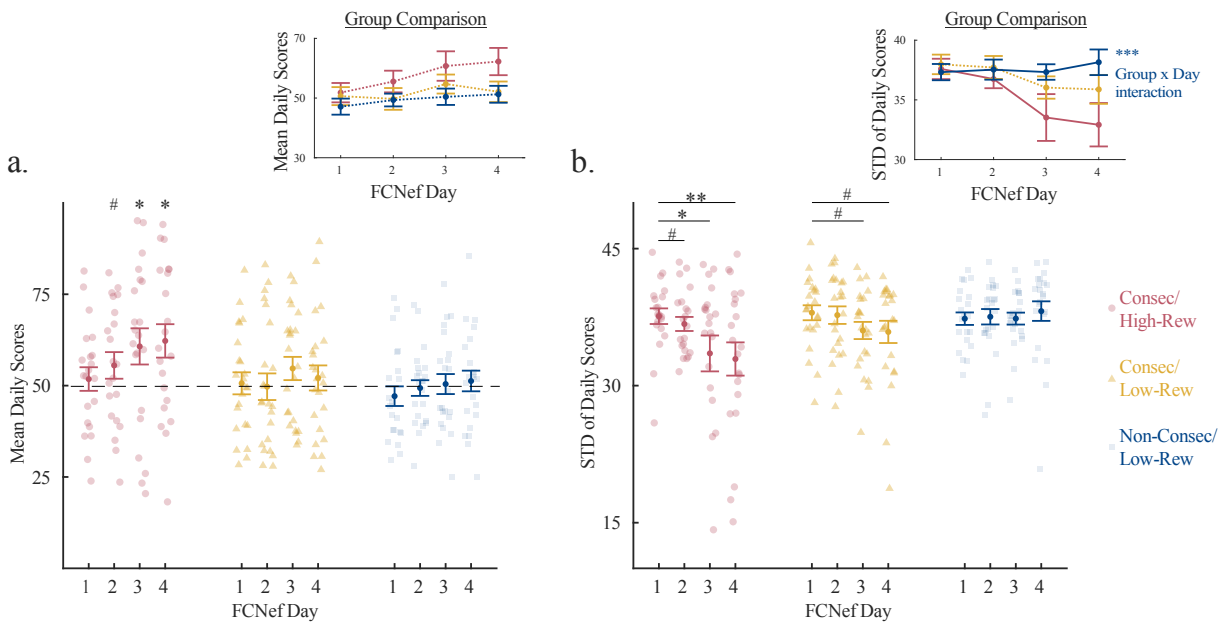 Group Comparison
Mean Daily Scores
70
50
30
1 2 3 4
FCNef Day
Group Comparison
STD of Daily Scores
40
35
30
***
Group x Day
interaction
1 2 3 4
FCNef Day
a.
Mean Daily Scores
75
50
25
# * *
1 2 3 4 1 2 3 4 1 2 3 4
FCNef Day
b.
STD of Daily Scores
45
30
15
**
*
#
#
#
1 2 3 4 1 2 3 4 1 2 3 4
FCNef Day
Consec/
High-Rew
Consec/
Low-Rew
Non-Consec/
Low-Rew